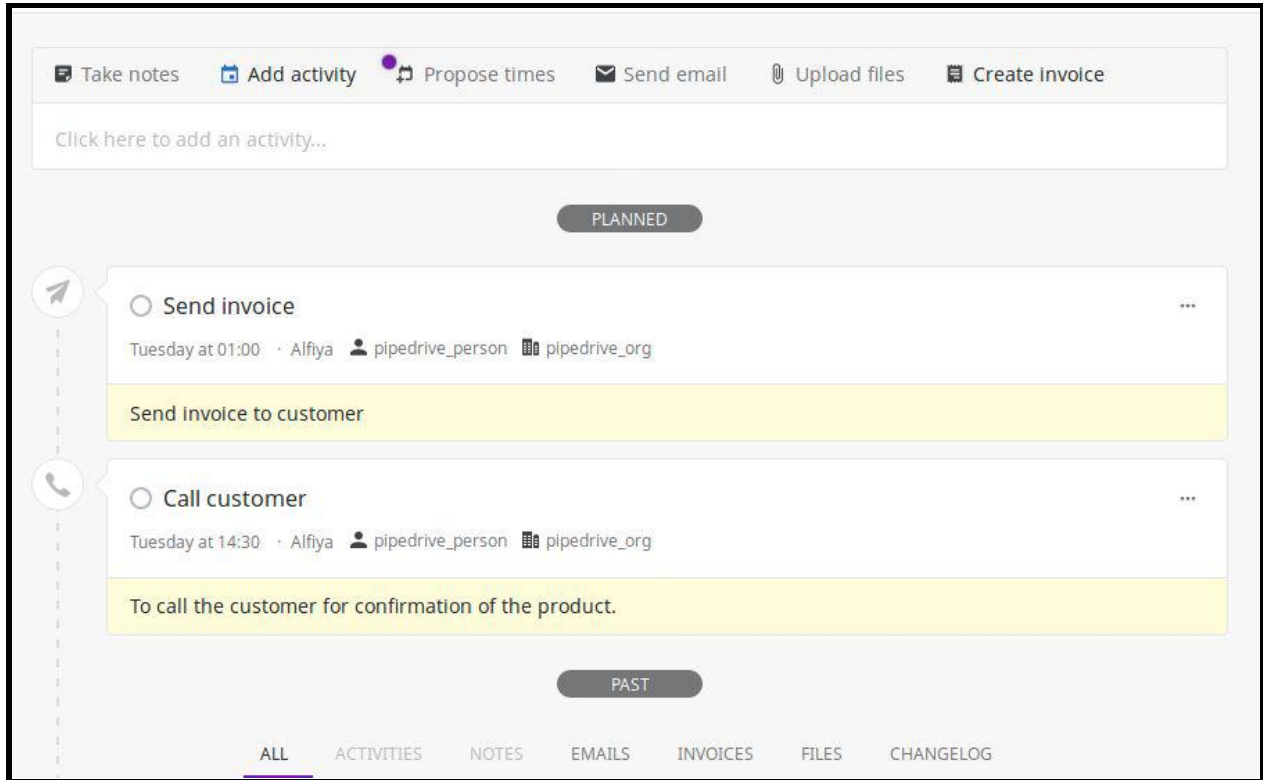 Take notes Add activity Propose times Send email Upload files Create invoice
Click here to add an activity...
PLANNED
Send invoice
Tuesday at 01:00 · Alfiya pipedrive_person pipedrive_org
Send invoice to customer
Call customer
Tuesday at 14:30 · Alfiya pipedrive_person pipedrive_org
To call the customer for confirmation of the product.
PAST
ALL ACTIVITIES NOTES EMAILS INVOICES FILES CHANGELOG